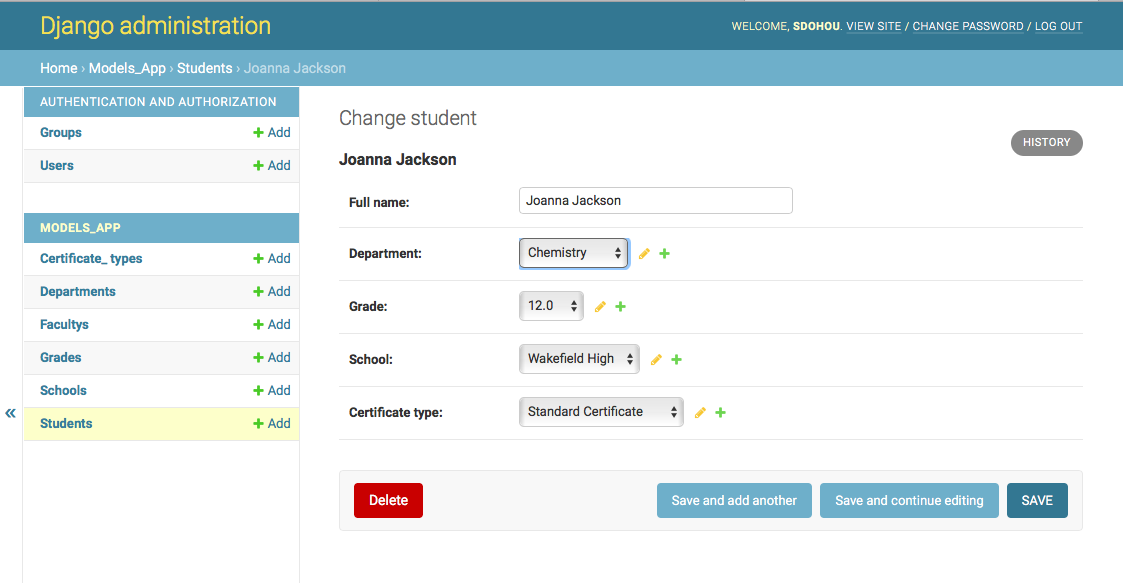 Django administration
WELCOME, SDOHOU. VIEW SITE / CHANGE PASSWORD / LOG OUT
Home › Models_App › Students › Joanna Jackson
AUTHENTICATION AND AUTHORIZATION
Groups + Add
Users + Add
MODELS_APP
Certificate_ types + Add
Departments + Add
Facultys + Add
Grades + Add
Schools + Add
« Students + Add
Change student
HISTORY
Joanna Jackson
Full name: Joanna Jackson
Department: Chemistry
Grade: 12.0
School: Wakefield High
Certificate type: Standard Certificate
Delete Save and add another Save and continue editing SAVE